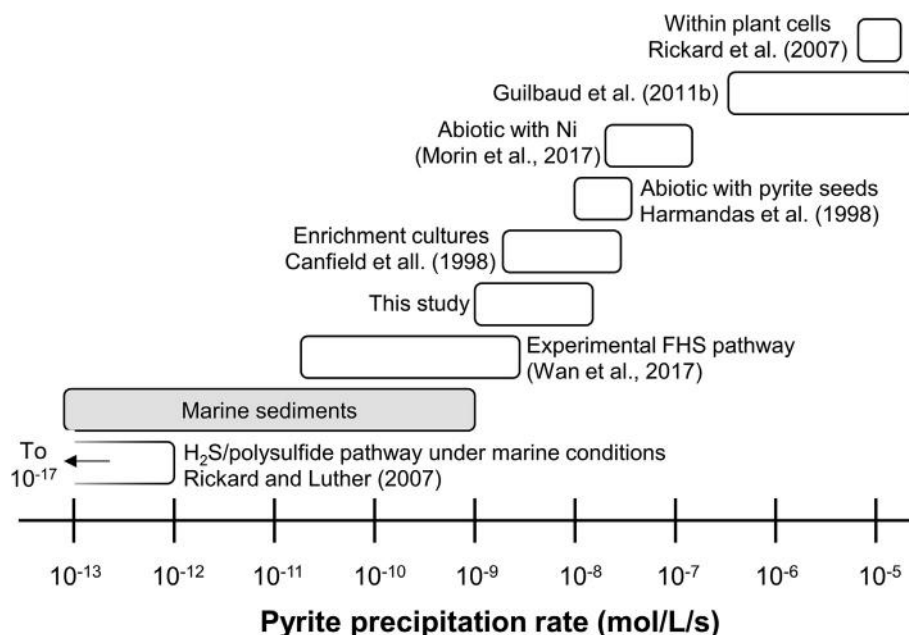 Within plant cells
Rickard et al. (2007)
Guilbaud et al. (2011b)
Abiotic with Ni
(Morin et al., 2017)
Abiotic with pyrite seeds
Harmandas et al. (1998)
Enrichment cultures
Canfield et all. (1998)
This study
Experimental FHS pathway
(Wan et al., 2017)
Marine sediments
To
10⁻¹⁷
H₂S/polysulfide pathway under marine conditions
Rickard and Luther (2007)
10⁻¹³ 10⁻¹² 10⁻¹¹ 10⁻¹⁰ 10⁻⁹ 10⁻⁸ 10⁻⁷ 10⁻⁶ 10⁻⁵
Pyrite precipitation rate (mol/L/s)